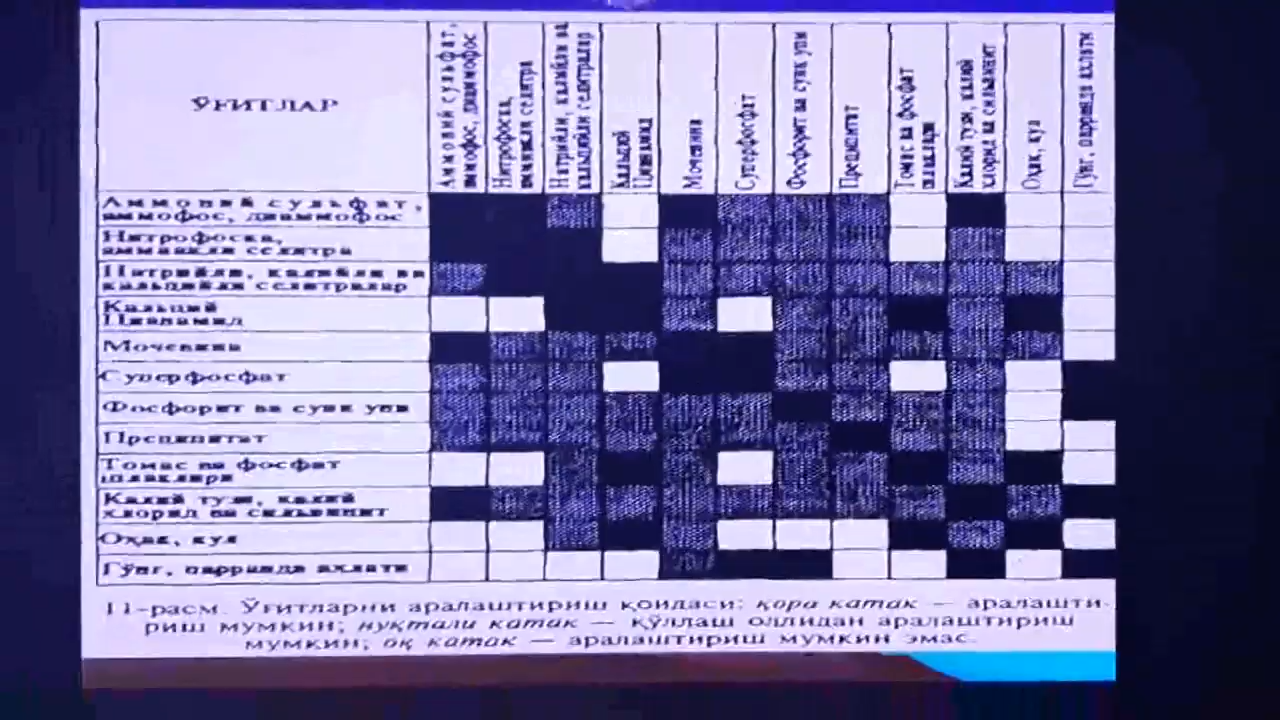 ЎҒИТЛАР
Аммоний сульфат,
аммофос, диаммофос
Нитрофоска,
аммиакли селитра
Натрийли, калийли ва
кальцийли селитралар
Кальций
Цианамид
Мочевина
Суперфосфат
Фосфорит ва суяк уни
Преципитат
Томас ва фосфат
шлаклари
Калий тузи, калий
хлорид ва сильвинит
Оҳак, кул
Гўнг, парранда ахлати
Аммоний сульфат,
аммофос, диаммофос
Нитрофоска,
аммиакли селитра
Натрийли, калийли ва
кальцийли селитралар
Кальций
Цианамид
Мочевина
Суперфосфат
Фосфорит ва суяк уни
Преципитат
Томас ва фосфат
шлаклари
Калий тузи, калий
хлорид ва сильвинит
Оҳак, кул
Гўнг, парранда ахлати
11-расм. Ўғитларни аралаштириш қоидаси: қора катак — аралашти-
риш мумкин; нуқтали катак — қўллаш олдидан аралаштириш
мумкин; оқ катак — аралаштириш мумкин эмас.